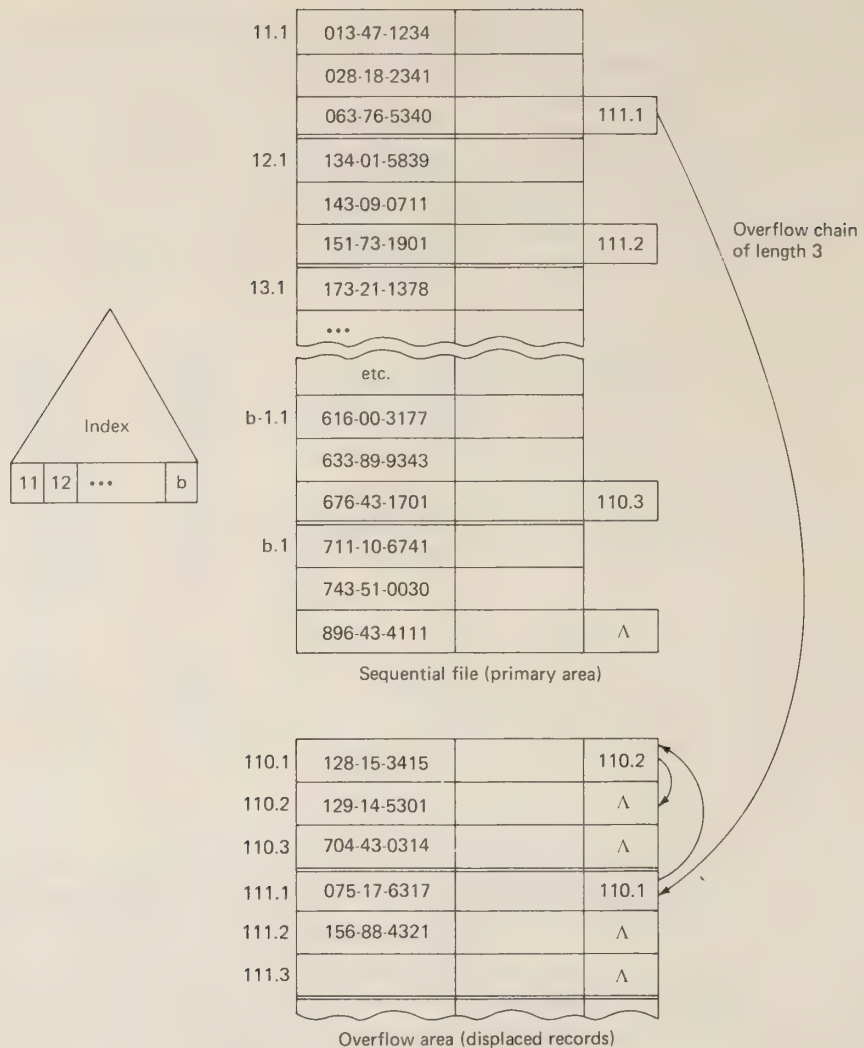 11.1 013-47-1234
028-18-2341
063-76-5340 111.1
12.1 134-01-5839
143-09-0711
151-73-1901 111.2
Overflow chain
of length 3
13.1 173-21-1378
•••
etc.
b-1.1 616-00-3177
633-89-9343
676-43-1701 110.3
b.1 711-10-6741
743-51-0030
896-43-4111 Λ
Index
11 12 ••• b
Sequential file (primary area)
110.1 128-15-3415 110.2
110.2 129-14-5301 Λ
110.3 704-43-0314 Λ
111.1 075-17-6317 110.1
111.2 156-88-4321 Λ
111.3 Λ
Overflow area (displaced records)